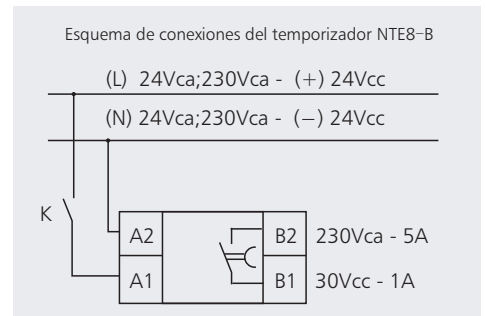 Esquema de conexiones del temporizador NTE8-B
(L) 24Vca;230Vca - (+) 24Vcc
(N) 24Vca;230Vca - (−) 24Vcc
K
A2 B2 230Vca - 5A
A1 B1 30Vcc - 1A